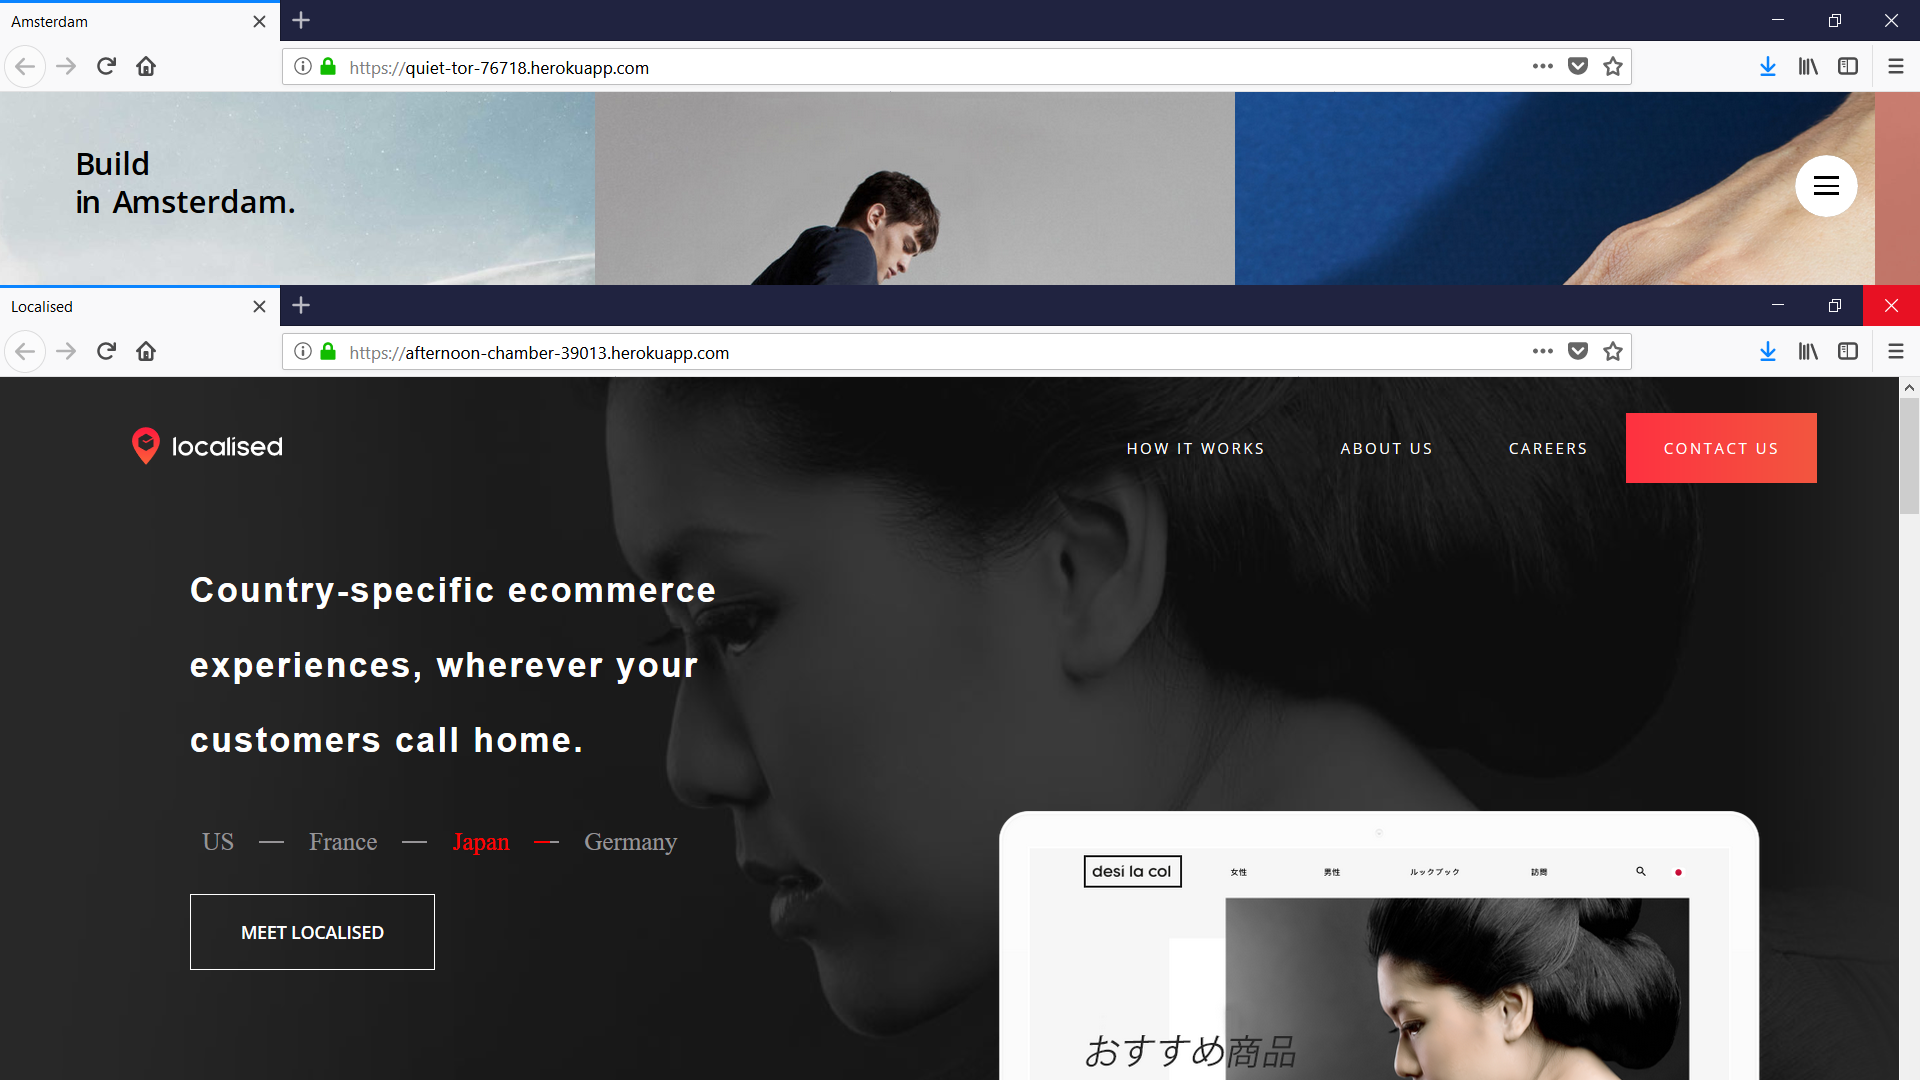 Amsterdam
https://quiet-tor-76718.herokuapp.com
Build
in Amsterdam.
Localised
https://afternoon-chamber-39013.herokuapp.com
localised
HOW IT WORKS
ABOUT US
CAREERS
CONTACT US
Country-specific ecommerce
experiences, wherever your
customers call home.
US — France — Japan — Germany
MEET LOCALISED
desí la col
女性
男性
ルックブック
訪問
おすすめ商品